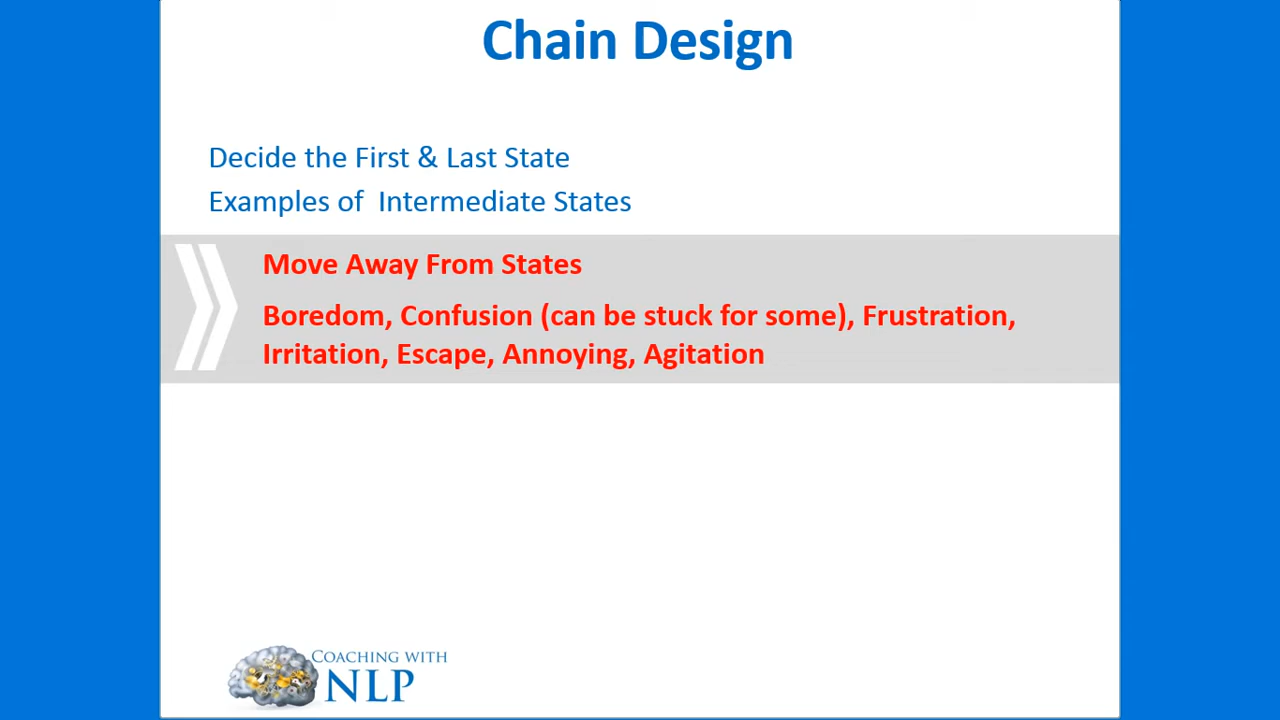 Chain Design
Decide the First & Last State
Examples of  Intermediate States
Move Away From States
Boredom, Confusion (can be stuck for some), Frustration,
Irritation, Escape, Annoying, Agitation
COACHING WITH
NLP